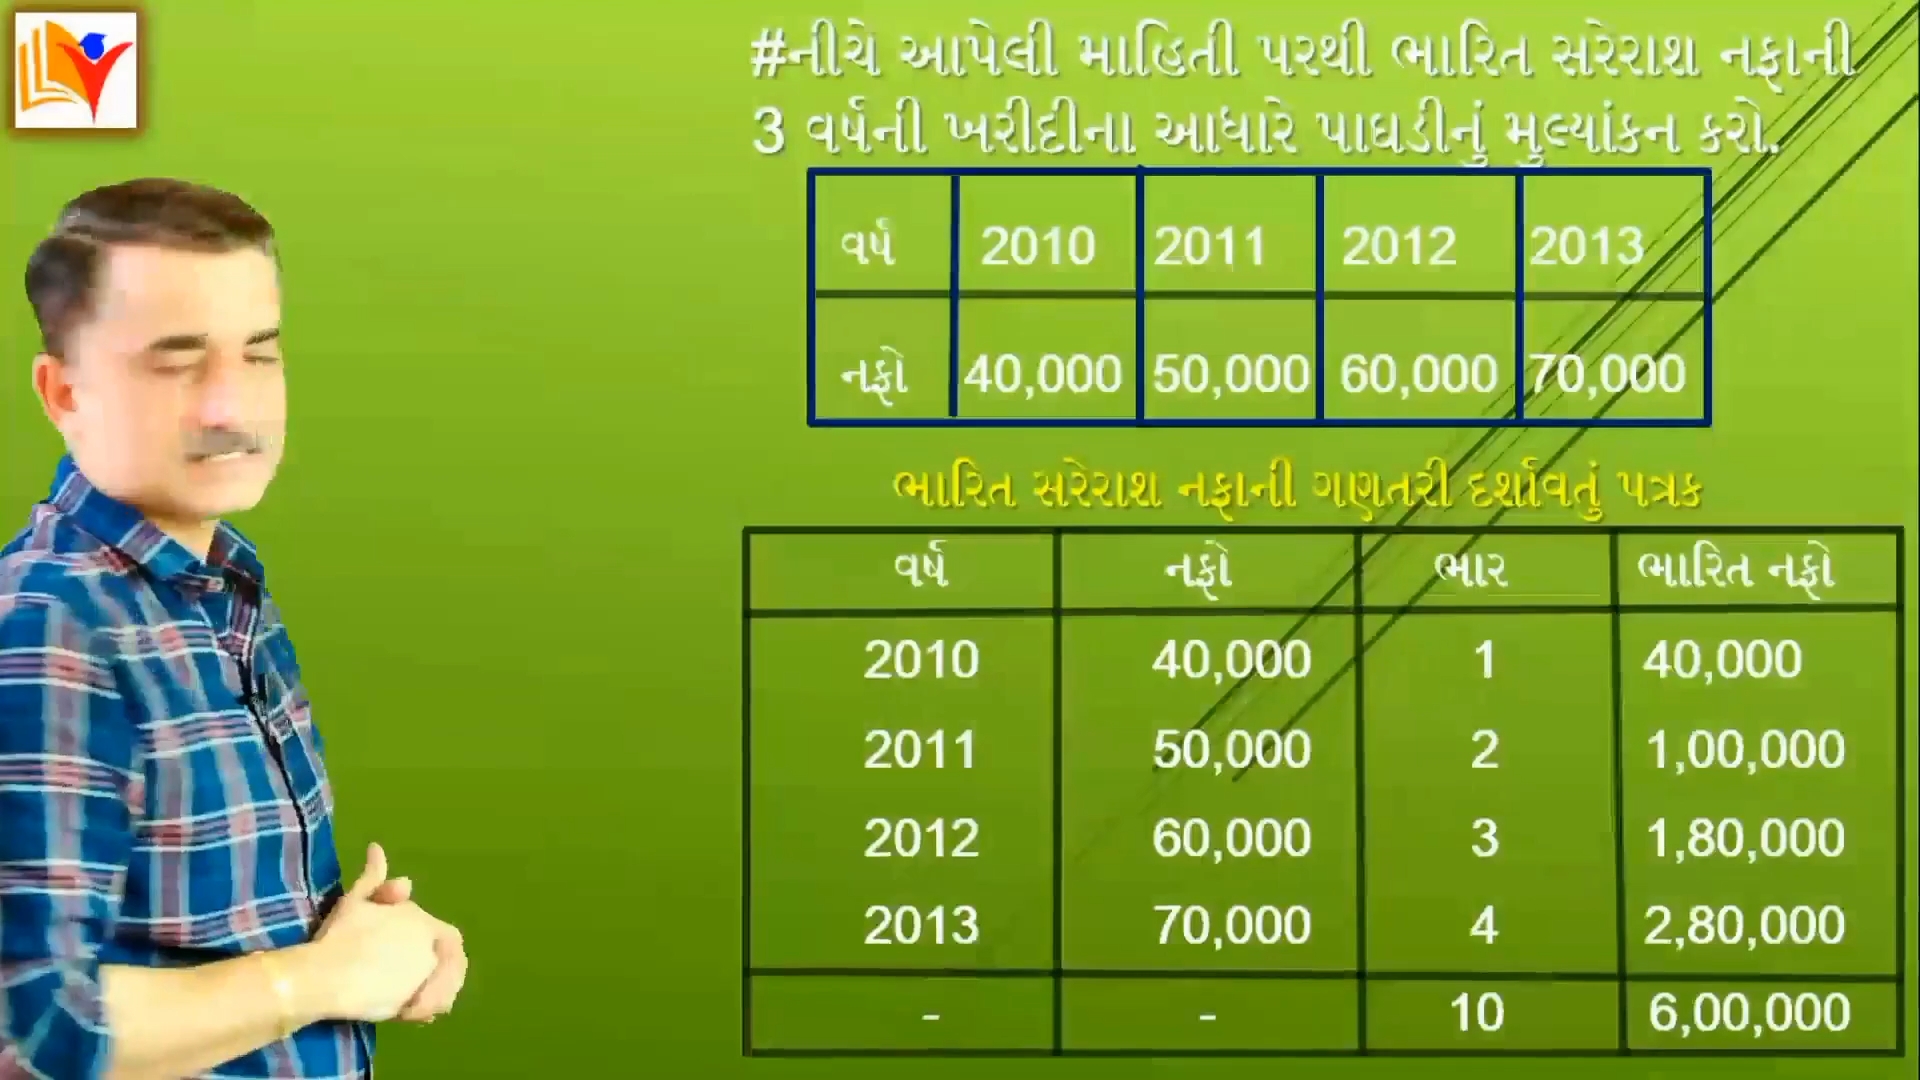 #નીચે આપેલી માહિતી પરથી ભારિત સરેરાશ નફાની
3 વર્ષની ખરીદીના આધારે પાઘડીનું મુલ્યાંકન કરો.
વર્ષ 2010 2011 2012 2013
નફો 40,000 50,000 60,000 70,000
ભારિત સરેરાશ નફાની ગણતરી દર્શાવતું પત્રક
વર્ષ નફો ભાર ભારિત નફો
2010 40,000 1 40,000
2011 50,000 2 1,00,000
2012 60,000 3 1,80,000
2013 70,000 4 2,80,000
- - 10 6,00,000